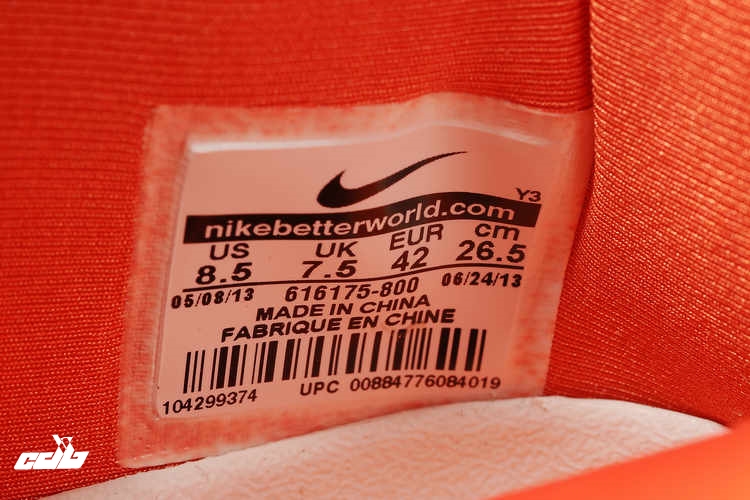 Y3
nikebetterworld.com
US UK EUR cm
8.5 7.5 42 26.5
05/08/13 616175-800 06/24/13
MADE IN CHINA
FABRIQUE EN CHINE
104299374 UPC 00884776084019
cdb